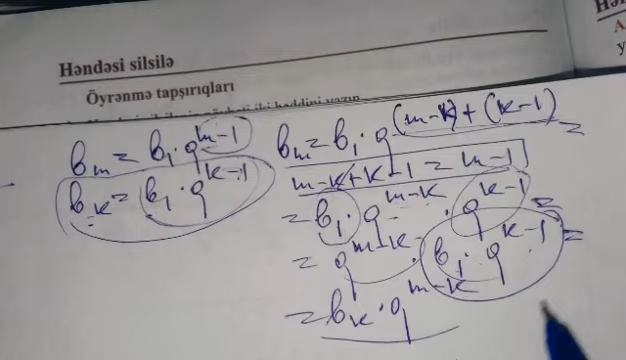 Həndəsi silsilə
Öyrənmə tapşırıqları
b_m = b_1 · q^{m-1}
b_k = b_1 · q^{k-1}
b_m = b_1 · q^{(m-k)+(k-1)} =
m-k+k-1 = m-1
= b_1 · q^{m-k} · q^{k-1} =
= q^{m-k} · b_1 · q^{k-1} =
= b_k · q^{m-k}